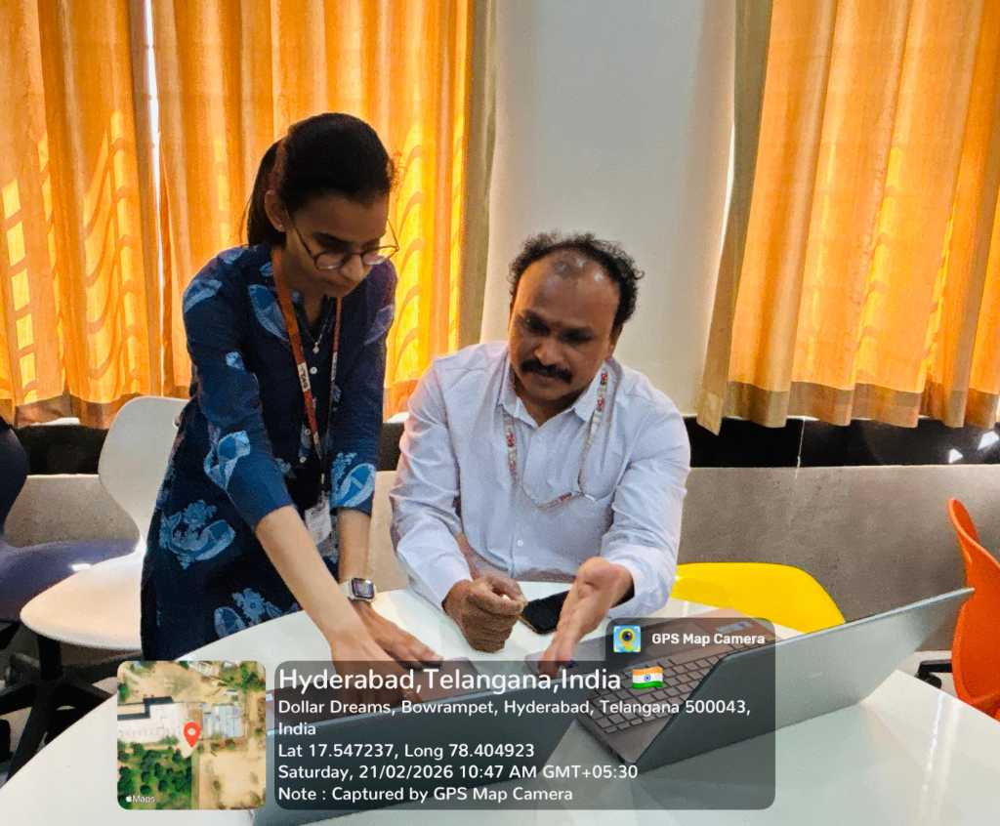 GPS Map Camera
Hyderabad,Telangana,India
Dollar Dreams, Bowrampet, Hyderabad, Telangana 500043,
India
Lat 17.547237, Long 78.404923
Saturday, 21/02/2026 10:47 AM GMT+05:30
Note : Captured by GPS Map Camera
Maps